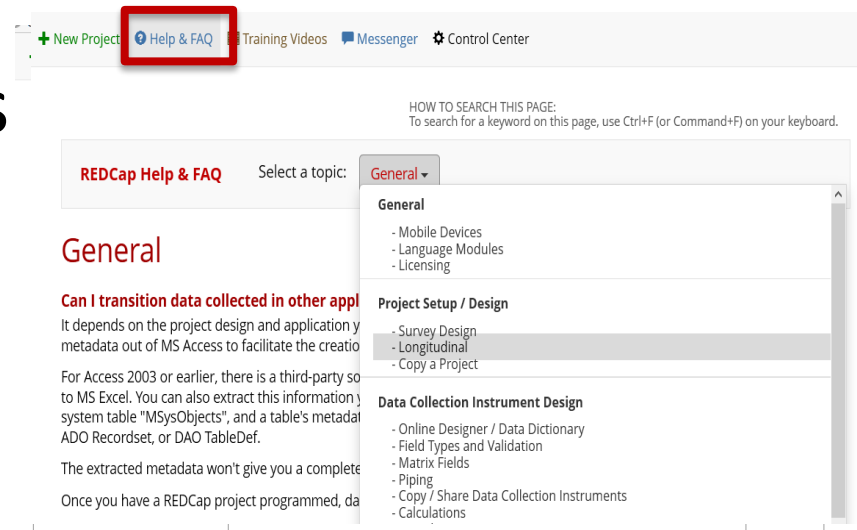 New Project Help & FAQ Training Videos Messenger Control Center
s
HOW TO SEARCH THIS PAGE:
To search for a keyword on this page, use Ctrl+F (or Command+F) on your keyboard.
REDCap Help & FAQ Select a topic: General
General
- Mobile Devices
- Language Modules
- Licensing
Project Setup / Design
- Survey Design
- Longitudinal
- Copy a Project
Data Collection Instrument Design
- Online Designer / Data Dictionary
- Field Types and Validation
- Matrix Fields
- Piping
- Copy / Share Data Collection Instruments
- Calculations
General
Can I transition data collected in other appl
It depends on the project design and application y
metadata out of MS Access to facilitate the creatio
For Access 2003 or earlier, there is a third-party so
to MS Excel. You can also extract this information y
system table "MSysObjects", and a table's metadat
ADO Recordset, or DAO TableDef.
The extracted metadata won't give you a complete
Once you have a REDCap project programmed, da